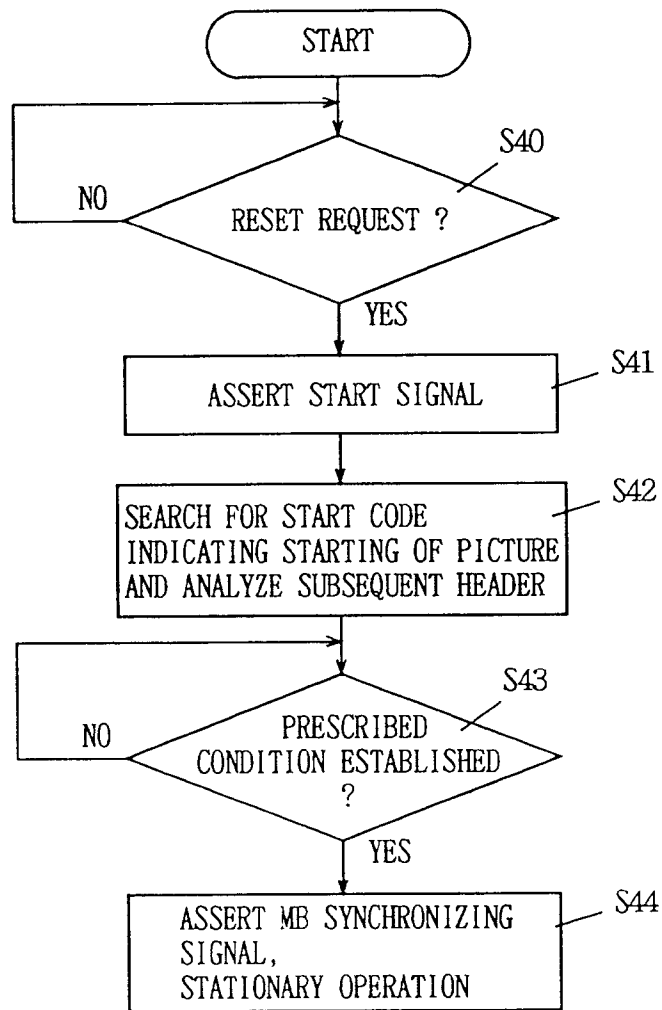 START
S40
NO
RESET REQUEST ?
YES
S41
ASSERT START SIGNAL
S42
SEARCH FOR START CODE
INDICATING STARTING OF PICTURE
AND ANALYZE SUBSEQUENT HEADER
S43
NO
PRESCRIBED
CONDITION ESTABLISHED
?
YES
S44
ASSERT MB SYNCHRONIZING
SIGNAL,
STATIONARY OPERATION